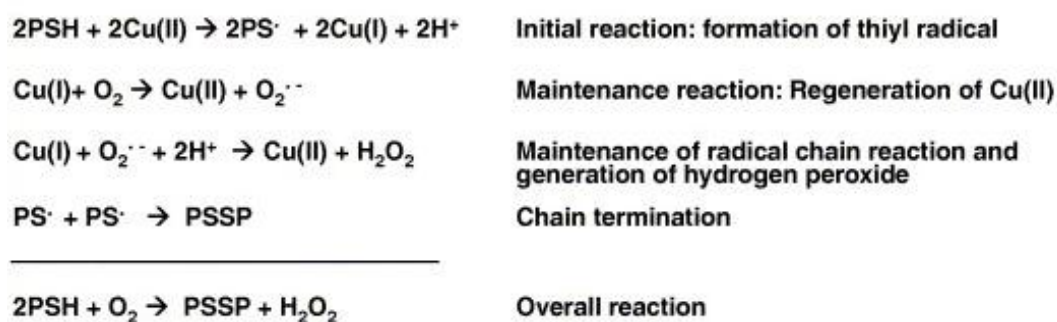 2PSH + 2Cu(II) → 2PS· + 2Cu(I) + 2H⁺ Initial reaction: formation of thiyl radical
Cu(I)+ O₂ → Cu(II) + O₂·⁻ Maintenance reaction: Regeneration of Cu(II)
Cu(I) + O₂·⁻ + 2H⁺ → Cu(II) + H₂O₂ Maintenance of radical chain reaction and
generation of hydrogen peroxide
PS· + PS· → PSSP Chain termination
2PSH + O₂ → PSSP + H₂O₂ Overall reaction